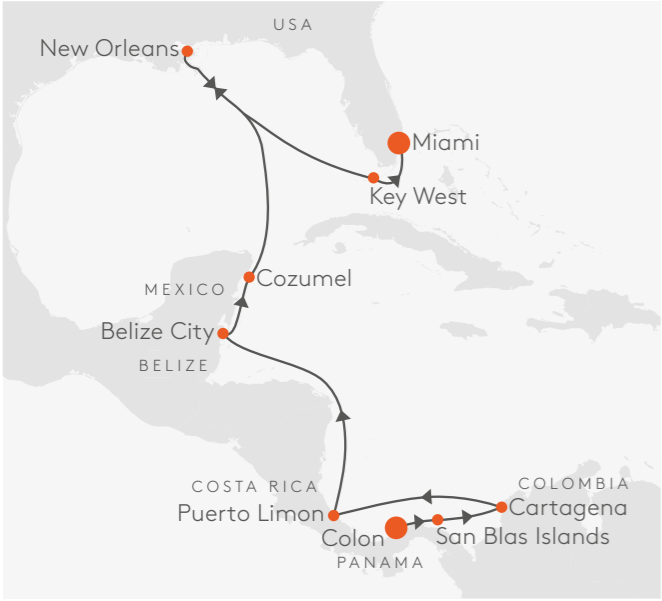 USA
New Orleans
Miami
Key West
Cozumel
MEXICO
Belize City
BELIZE
COSTA RICA
COLOMBIA
Puerto Limon
Cartagena
Colon
San Blas Islands
PANAMA